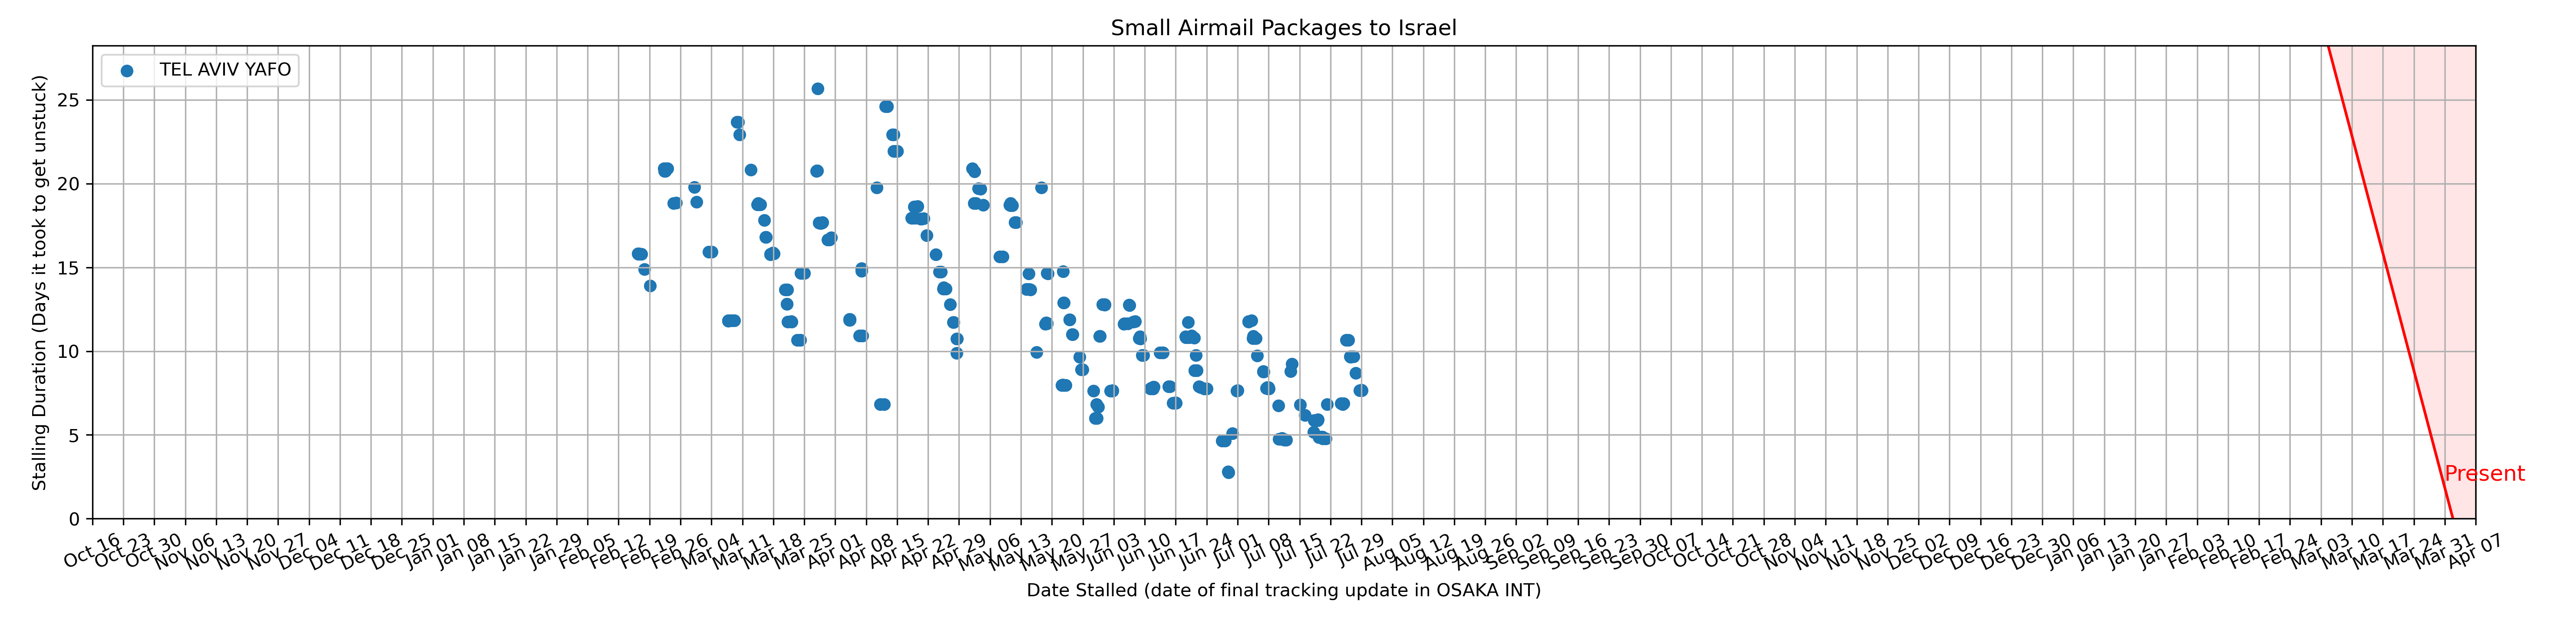 Small Airmail Packages to Israel
TEL AVIV YAFO
Stalling Duration (Days it took to get unstuck)
25
20
15
10
5
0
Present
Oct 16 Oct 23 Oct 30 Nov 06 Nov 13 Nov 20 Nov 27 Dec 04 Dec 11 Dec 18 Dec 25 Jan 01 Jan 08 Jan 15 Jan 22 Jan 29 Feb 05 Feb 12 Feb 19 Feb 26 Mar 04 Mar 11 Mar 18 Mar 25 Apr 01 Apr 08 Apr 15 Apr 22 Apr 29 May 06 May 13 May 20 May 27 Jun 03 Jun 10 Jun 17 Jun 24 Jul 01 Jul 08 Jul 15 Jul 22 Jul 29 Aug 05 Aug 12 Aug 19 Aug 26 Sep 02 Sep 09 Sep 16 Sep 23 Sep 30 Oct 07 Oct 14 Oct 21 Oct 28 Nov 04 Nov 11 Nov 18 Nov 25 Dec 02 Dec 09 Dec 16 Dec 23 Dec 30 Jan 06 Jan 13 Jan 20 Jan 27 Feb 03 Feb 10 Feb 17 Feb 24 Mar 03 Mar 10 Mar 17 Mar 24 Mar 31 Apr 07
Date Stalled (date of final tracking update in OSAKA INT)